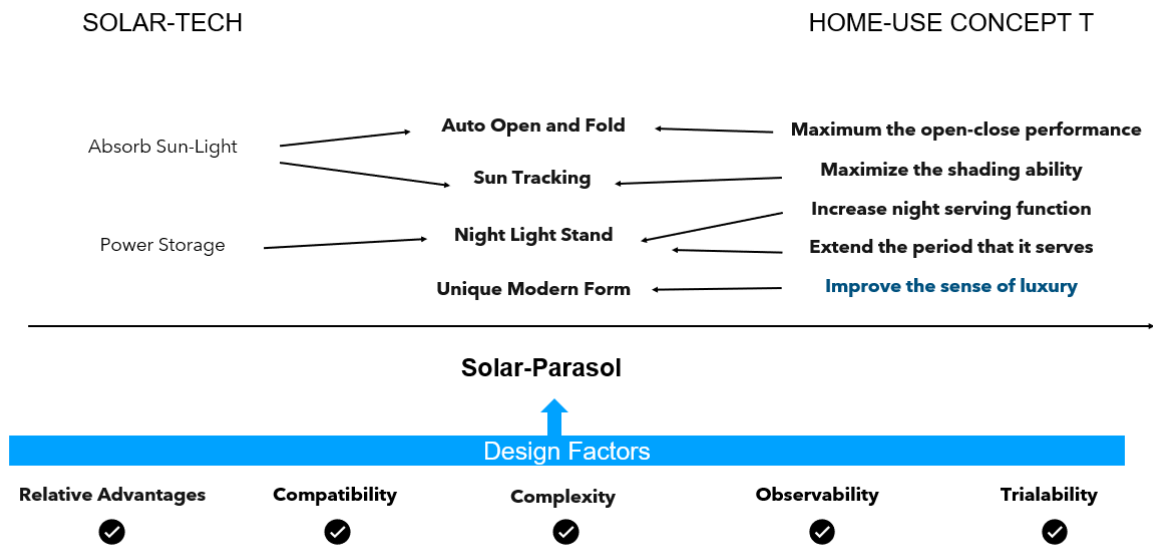 SOLAR-TECH
HOME-USE CONCEPT T
Absorb Sun-Light
Power Storage
Auto Open and Fold
Sun Tracking
Night Light Stand
Unique Modern Form
Maximum the open-close performance
Maximize the shading ability
Increase night serving function
Extend the period that it serves
Improve the sense of luxury
Solar-Parasol
Design Factors
Relative Advantages
Compatibility
Complexity
Observability
Trialability